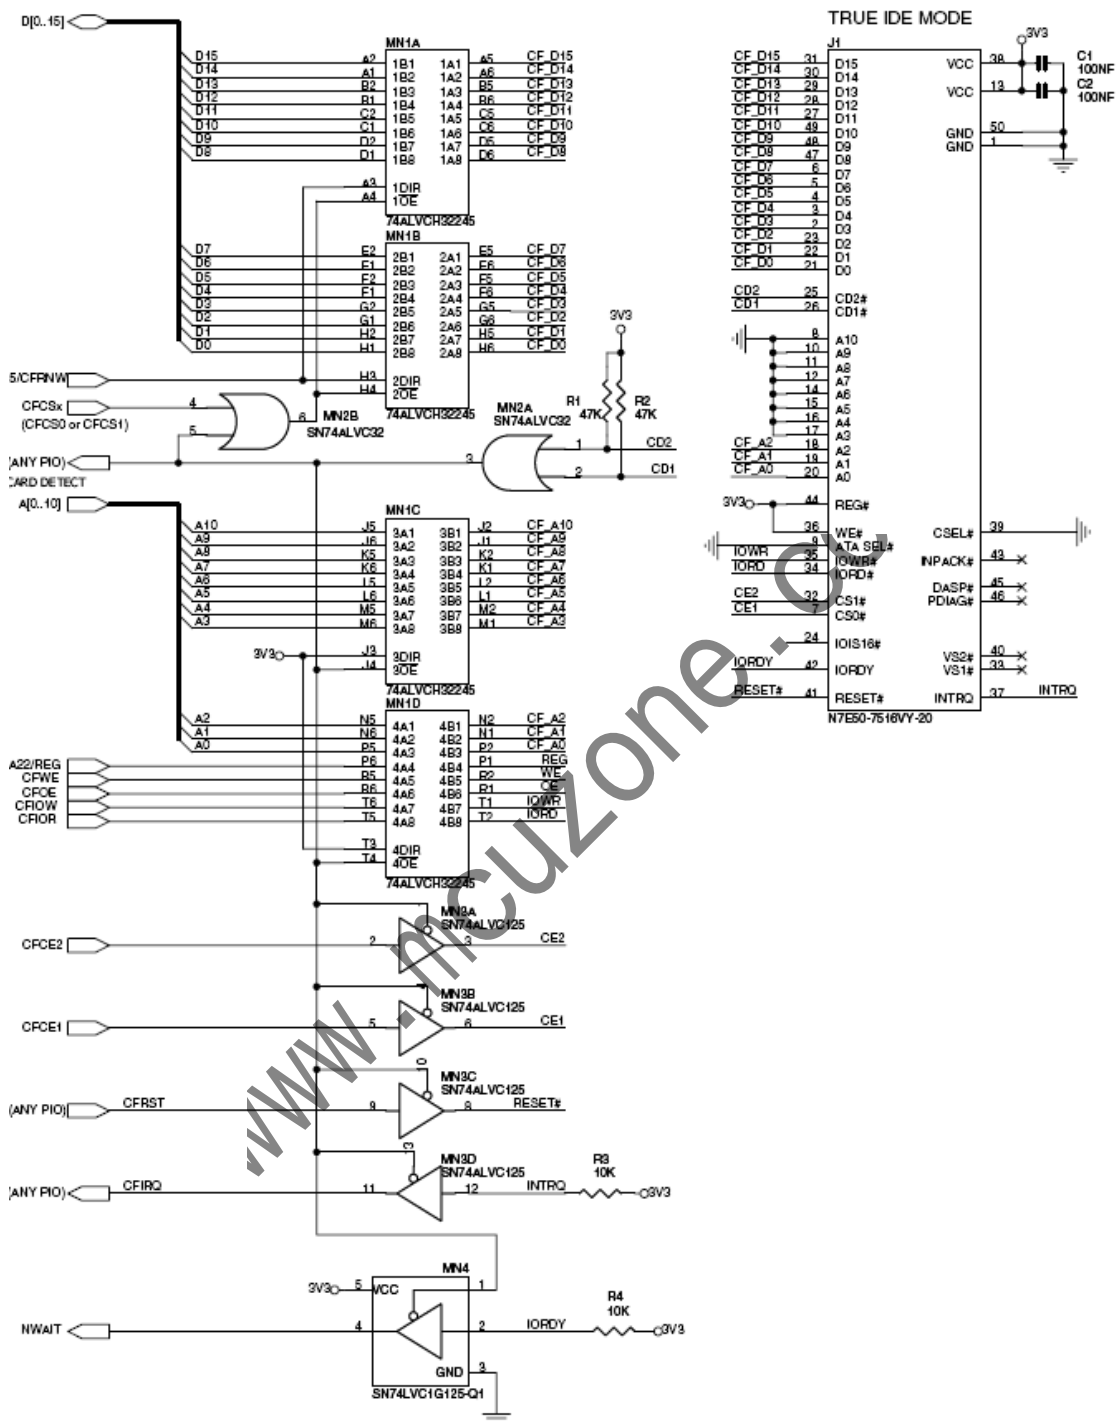 TRUE IDE MODE
D[0..15]
MN1A
D15 A2 1B1 1A1 A5 CF_D15
D14 A1 1B2 1A2 A6 CF_D14
D13 B2 1B3 1A3 B5 CF_D13
D12 B1 1B4 1A4 B6 CF_D12
D11 C2 1B5 1A5 C5 CF_D11
D10 C1 1B6 1A6 C6 CF_D10
D9 D2 1B7 1A7 D5 CF_D9
D8 D1 1B8 1A8 D6 CF_D8
A3 1DIR
A4 1OE
74ALVCH32245
MN1B
D7 E2 2B1 2A1 E5 CF_D7
D6 E1 2B2 2A2 E6 CF_D6
D5 F2 2B3 2A3 F5 CF_D5
D4 F1 2B4 2A4 F6 CF_D4
D3 G2 2B5 2A5 G5 CF_D3
D2 G1 2B6 2A6 G6 CF_D2
D1 H2 2B7 2A7 H5 CF_D1
D0 H1 2B8 2A8 H6 CF_D0
5/CFRNW H3 2DIR
H4 2OE
74ALVCH32245
CFCSx 4
(CFCS0 or CFCS1)
5 6
MN2B
SN74ALVC32
3V3
R1 47K
R2 47K
MN2A
SN74ALVC32
1 CD2
2 CD1
3
(ANY PIO)
CARD DETECT
A[0..10]
MN1C
A10 J5 3A1 3B1 J2 CF_A10
A9 J6 3A2 3B2 J1 CF_A9
A8 K5 3A3 3B3 K2 CF_A8
A7 K6 3A4 3B4 K1 CF_A7
A6 L5 3A5 3B5 L2 CF_A6
A5 L6 3A6 3B6 L1 CF_A5
A4 M5 3A7 3B7 M2 CF_A4
A3 M6 3A8 3B8 M1 CF_A3
3V3 J3 3DIR
J4 3OE
74ALVCH32245
MN1D
A2 N5 4A1 4B1 N2 CF_A2
A1 N6 4A2 4B2 N1 CF_A1
A0 P5 4A3 4B3 P2 CF_A0
A22/REG P6 4A4 4B4 P1 REG
CFWE R5 4A5 4B5 R2 WE
CFOE R6 4A6 4B6 R1 OE
CFIOW T6 4A7 4B7 T1 IOWR
CFIOR T5 4A8 4B8 T2 IORD
T3 4DIR
T4 4OE
74ALVCH32245
MN3A
SN74ALVC125
CFCE2 2 3 CE2
MN3B
SN74ALVC125
4
CFCE1 5 6 CE1
MN3C
SN74ALVC125
10
(ANY PIO) CFRST 9 8 RESET#
MN3D
SN74ALVC125
13
(ANY PIO) CFIRQ 11 12 INTRQ R3 10K 3V3
MN4
3V3 5 VCC 1
NWAIT 4 2 IORDY R4 10K 3V3
GND 3
SN74LVC1G125-Q1
J1
CF_D15 31 D15
CF_D14 30 D14
CF_D13 29 D13
CF_D12 28 D12
CF_D11 27 D11
CF_D10 49 D10
CF_D9 48 D9
CF_D8 47 D8
CF_D7 6 D7
CF_D6 5 D6
CF_D5 4 D5
CF_D4 3 D4
CF_D3 2 D3
CF_D2 23 D2
CF_D1 22 D1
CF_D0 21 D0
CD2 25 CD2#
CD1 26 CD1#
8 A10
10 A9
11 A8
12 A7
14 A6
15 A5
16 A4
17 A3
CF_A2 18 A2
CF_A1 19 A1
CF_A0 20 A0
3V3 44 REG#
36 WE#
9 ATA SEL#
IOWR 35 IOWR#
IORD 34 IORD#
CE2 32 CS1#
CE1 7 CS0#
24 IOIS16#
IORDY 42 IORDY
RESET# 41 RESET#
3V3
VCC 38 C1 100NF
VCC 13 C2 100NF
GND 50
GND 1
CSEL# 39
INPACK# 43
DASP# 45
PDIAG# 46
VS2# 40
VS1# 33
INTRQ 37 INTRQ
N7E50-7516VY-20